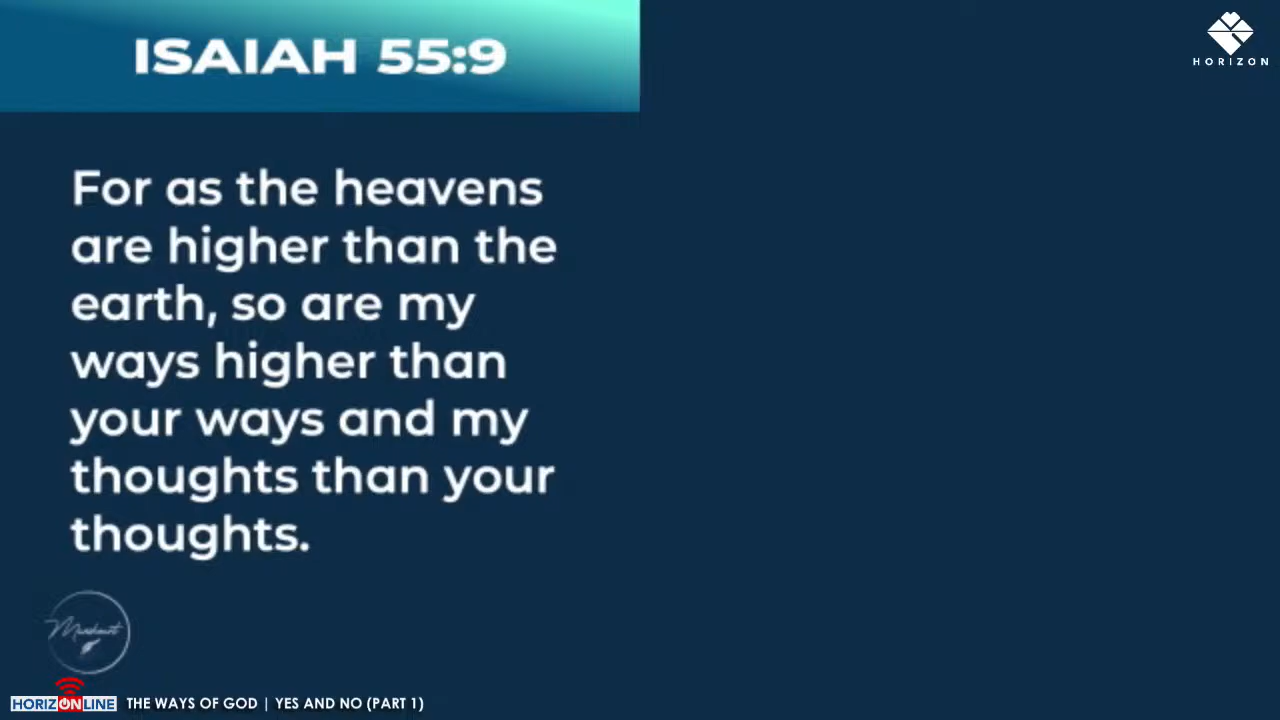 ISAIAH 55:9
HORIZON
For as the heavens
are higher than the
earth, so are my
ways higher than
your ways and my
thoughts than your
thoughts.
HORIZONLINE THE WAYS OF GOD | YES AND NO (PART 1)